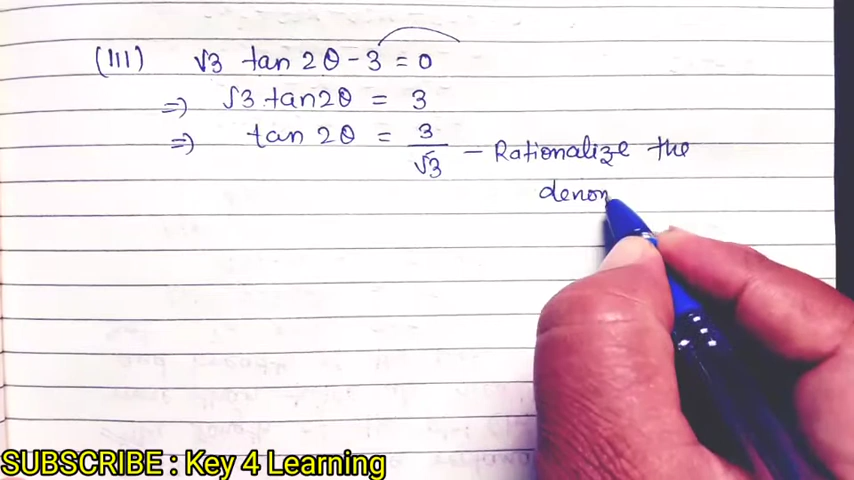 (III) √3 tan 2θ - 3 = 0
⇒ √3 tan2θ = 3
⇒ tan 2θ = 3/√3 - Rationalize the
denom
SUBSCRIBE : Key 4 Learning